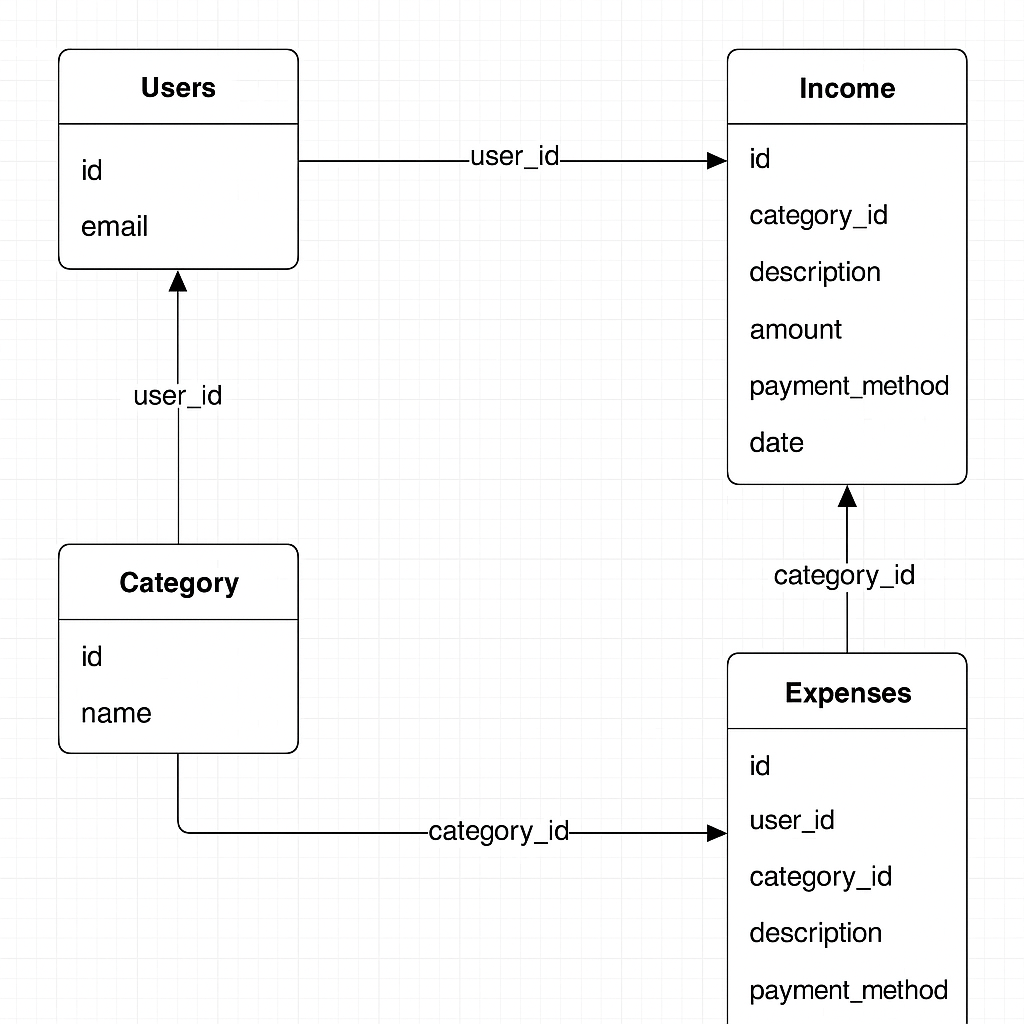 Users
id
email
user_id
Income
id
category_id
description
amount
payment_method
date
user_id
category_id
Category
id
name
category_id
Expenses
id
user_id
category_id
description
payment_method